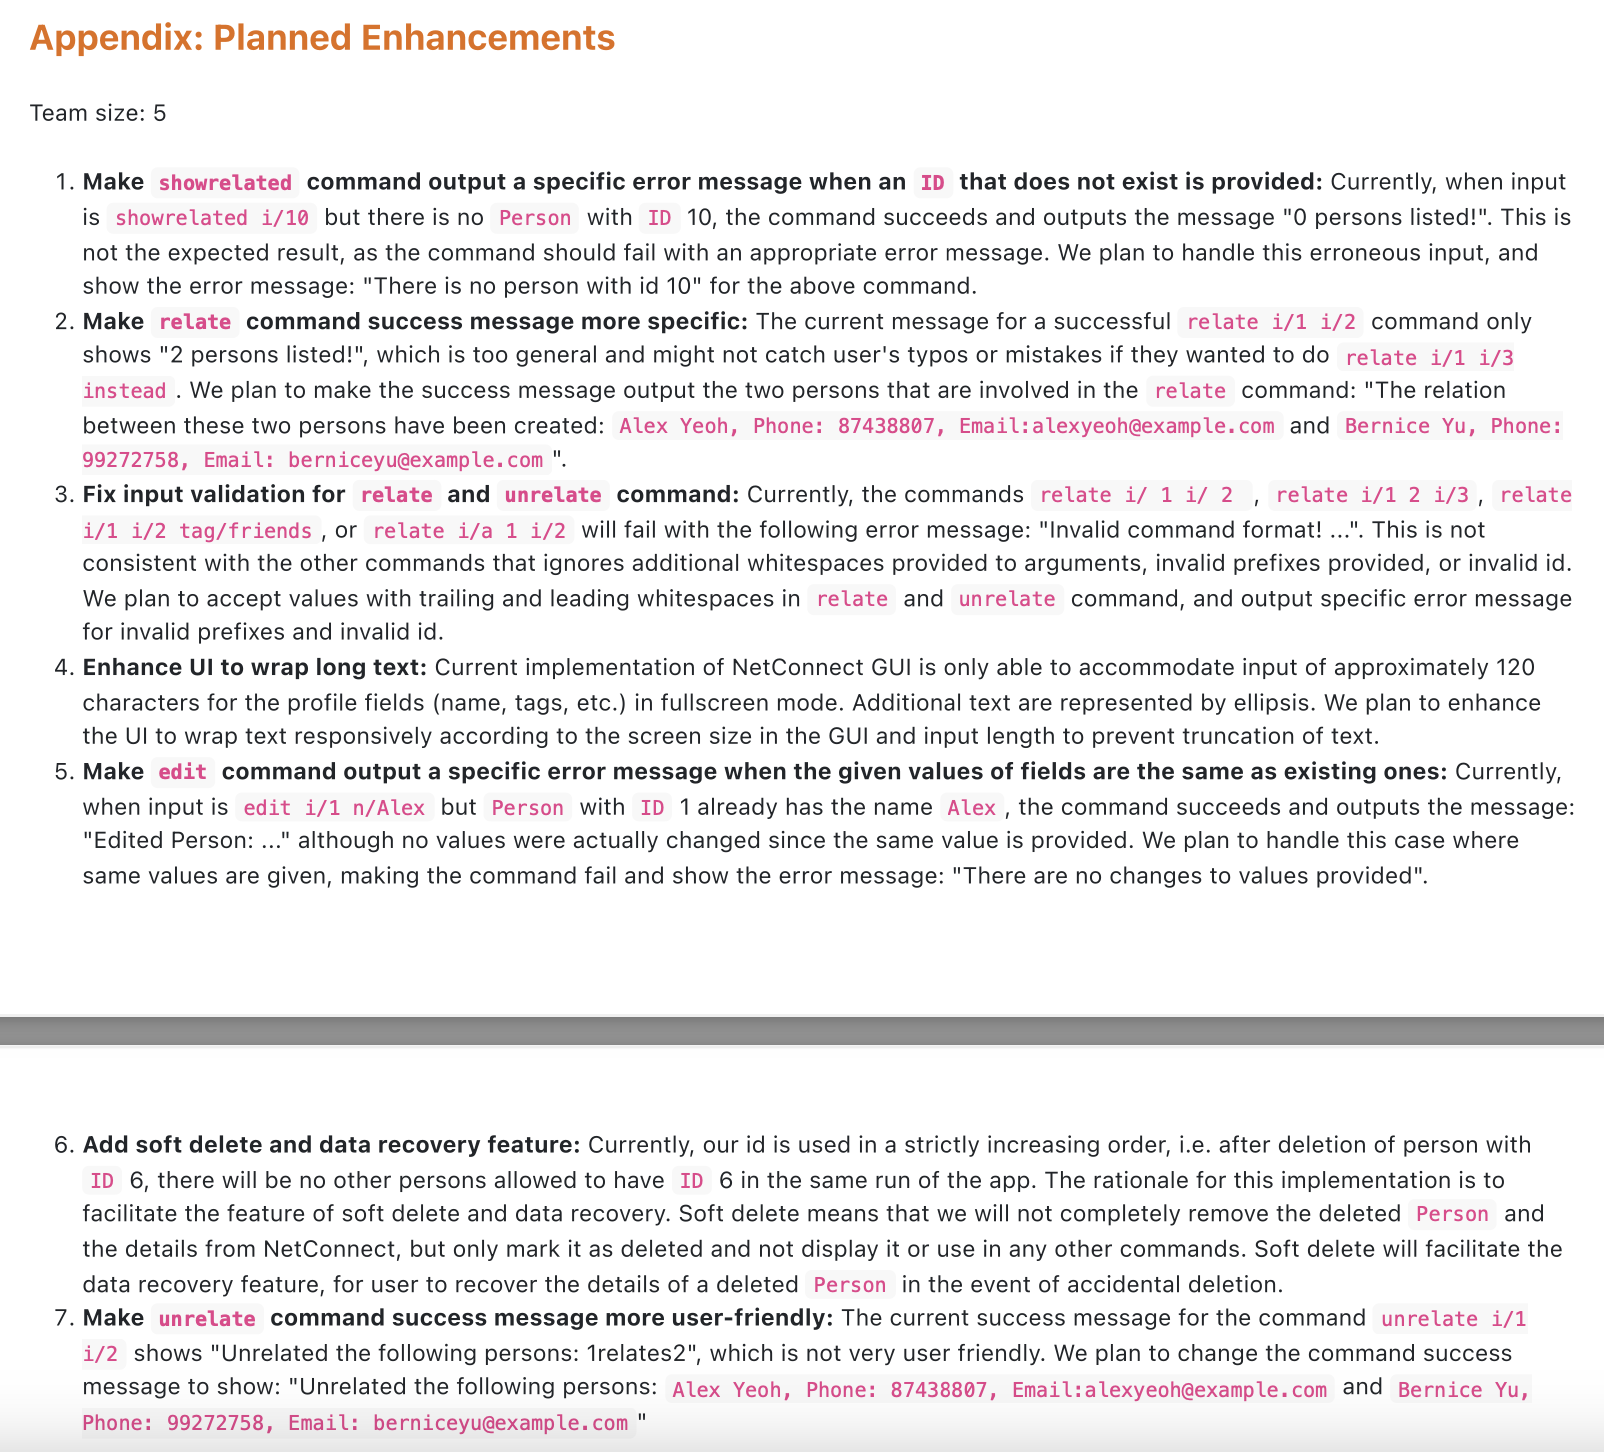 Appendix: Planned Enhancements
Team size: 5
1. Make showrelated command output a specific error message when an ID that does not exist is provided: Currently, when input
is showrelated i/10 but there is no Person with ID 10, the command succeeds and outputs the message "0 persons listed!". This is
not the expected result, as the command should fail with an appropriate error message. We plan to handle this erroneous input, and
show the error message: "There is no person with id 10" for the above command.
2. Make relate command success message more specific: The current message for a successful relate i/1 i/2 command only
shows "2 persons listed!", which is too general and might not catch user's typos or mistakes if they wanted to do relate i/1 i/3
instead . We plan to make the success message output the two persons that are involved in the relate command: "The relation
between these two persons have been created: Alex Yeoh, Phone: 87438807, Email:alexyeoh@example.com and Bernice Yu, Phone:
99272758, Email: berniceyu@example.com ".
3. Fix input validation for relate and unrelate command: Currently, the commands relate i/ 1 i/ 2 , relate i/1 2 i/3 , relate
i/1 i/2 tag/friends , or relate i/a 1 i/2 will fail with the following error message: "Invalid command format! ...". This is not
consistent with the other commands that ignores additional whitespaces provided to arguments, invalid prefixes provided, or invalid id.
We plan to accept values with trailing and leading whitespaces in relate and unrelate command, and output specific error message
for invalid prefixes and invalid id.
4. Enhance UI to wrap long text: Current implementation of NetConnect GUI is only able to accommodate input of approximately 120
characters for the profile fields (name, tags, etc.) in fullscreen mode. Additional text are represented by ellipsis. We plan to enhance
the UI to wrap text responsively according to the screen size in the GUI and input length to prevent truncation of text.
5. Make edit command output a specific error message when the given values of fields are the same as existing ones: Currently,
when input is edit i/1 n/Alex but Person with ID 1 already has the name Alex , the command succeeds and outputs the message:
"Edited Person: ..." although no values were actually changed since the same value is provided. We plan to handle this case where
same values are given, making the command fail and show the error message: "There are no changes to values provided".
6. Add soft delete and data recovery feature: Currently, our id is used in a strictly increasing order, i.e. after deletion of person with
ID 6, there will be no other persons allowed to have ID 6 in the same run of the app. The rationale for this implementation is to
facilitate the feature of soft delete and data recovery. Soft delete means that we will not completely remove the deleted Person and
the details from NetConnect, but only mark it as deleted and not display it or use in any other commands. Soft delete will facilitate the
data recovery feature, for user to recover the details of a deleted Person in the event of accidental deletion.
7. Make unrelate command success message more user-friendly: The current success message for the command unrelate i/1
i/2 shows "Unrelated the following persons: 1relates2", which is not very user friendly. We plan to change the command success
message to show: "Unrelated the following persons: Alex Yeoh, Phone: 87438807, Email:alexyeoh@example.com and Bernice Yu,
Phone: 99272758, Email: berniceyu@example.com "